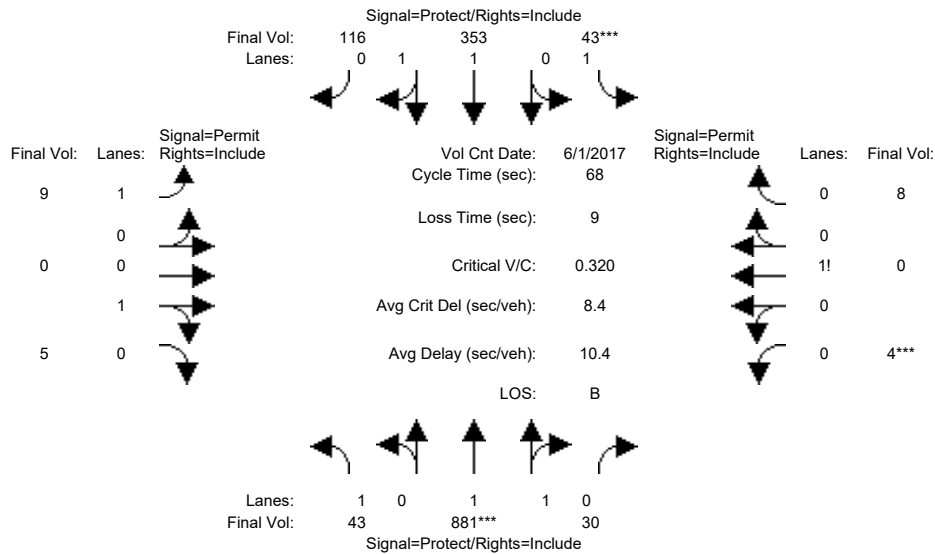 Signal=Protect/Rights=Include
Final Vol: 116 353 43***
Lanes: 0 1 1 0 1
Signal=Permit Signal=Permit
Final Vol: Lanes: Rights=Include Vol Cnt Date: 6/1/2017 Rights=Include Lanes: Final Vol:
Cycle Time (sec): 68
9 1 0 8
Loss Time (sec): 9
0 0
0 0 Critical V/C: 0.320 1! 0
1 Avg Crit Del (sec/veh): 8.4 0
5 0 Avg Delay (sec/veh): 10.4 0 4***
LOS: B
Lanes: 1 0 1 1 0
Final Vol: 43 881*** 30
Signal=Protect/Rights=Include